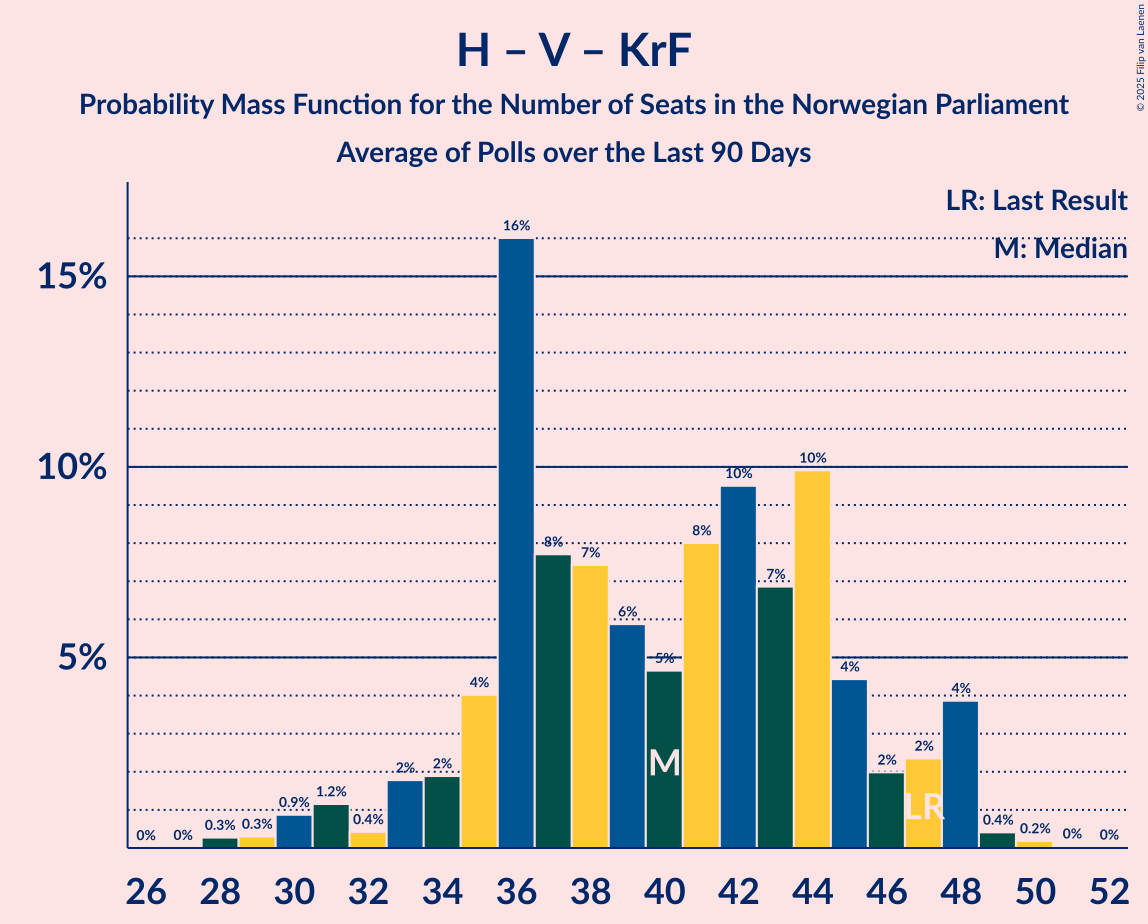 H – V – KrF
Probability Mass Function for the Number of Seats in the Norwegian Parliament
Average of Polls over the Last 90 Days
© 2025 Filip van Laenen
LR: Last Result
M: Median
15%
10%
5%
0% 0% 0.3% 0.3% 0.9% 1.2% 0.4% 2% 2% 4% 16% 8% 7% 6% 5% 8% 10% 7% 10% 4% 2% 2% 4% 0.4% 0.2% 0% 0%
M
LR
26 28 30 32 34 36 38 40 42 44 46 48 50 52